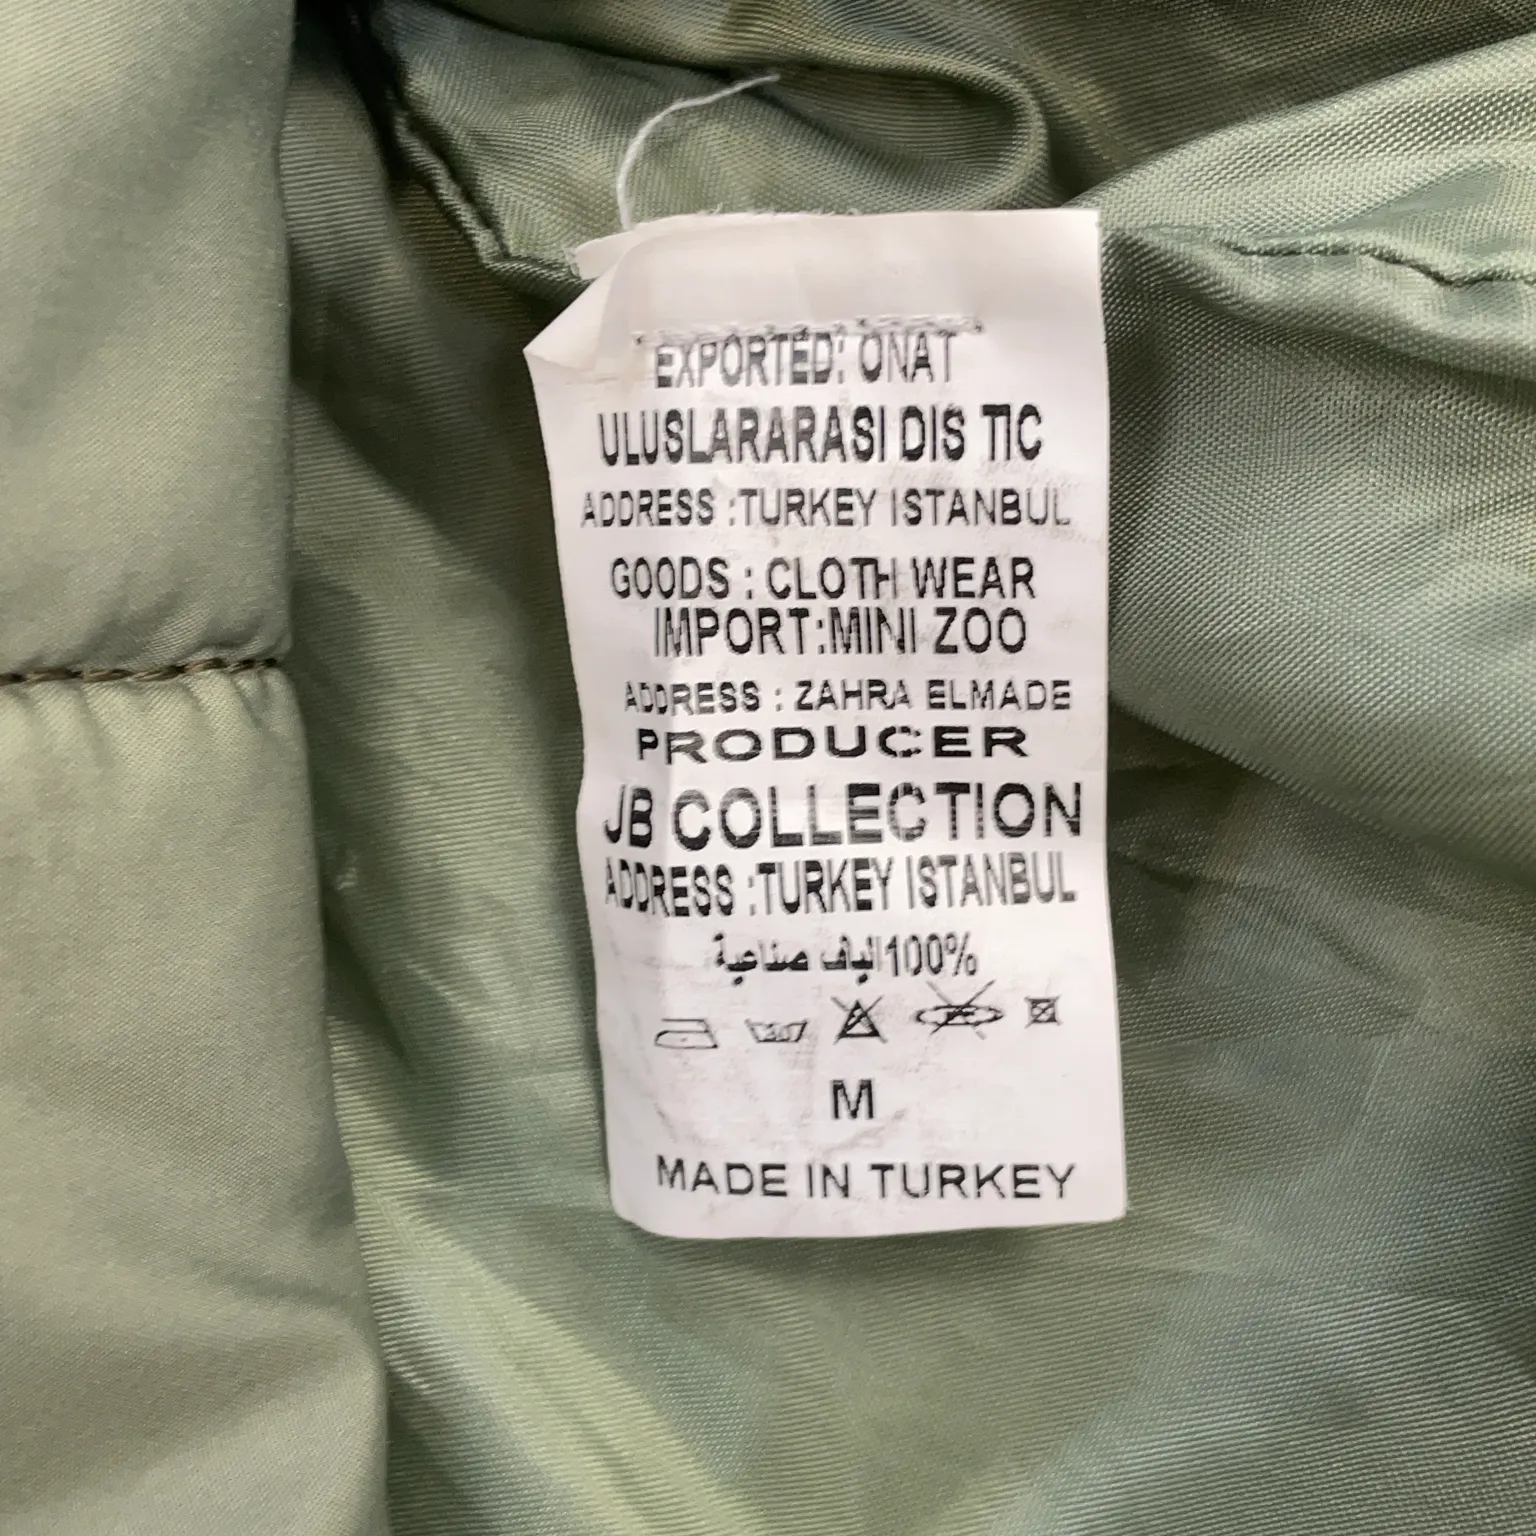 EXPORTED: ONAT
ULUSLARARASI DIS TIC
ADDRESS :TURKEY ISTANBUL
GOODS : CLOTH WEAR
IMPORT:MINI ZOO
ADDRESS : ZAHRA ELMADE
PRODUCER
JB COLLECTION
ADDRESS :TURKEY ISTANBUL
100% الياف صناعية
30
M
MADE IN TURKEY